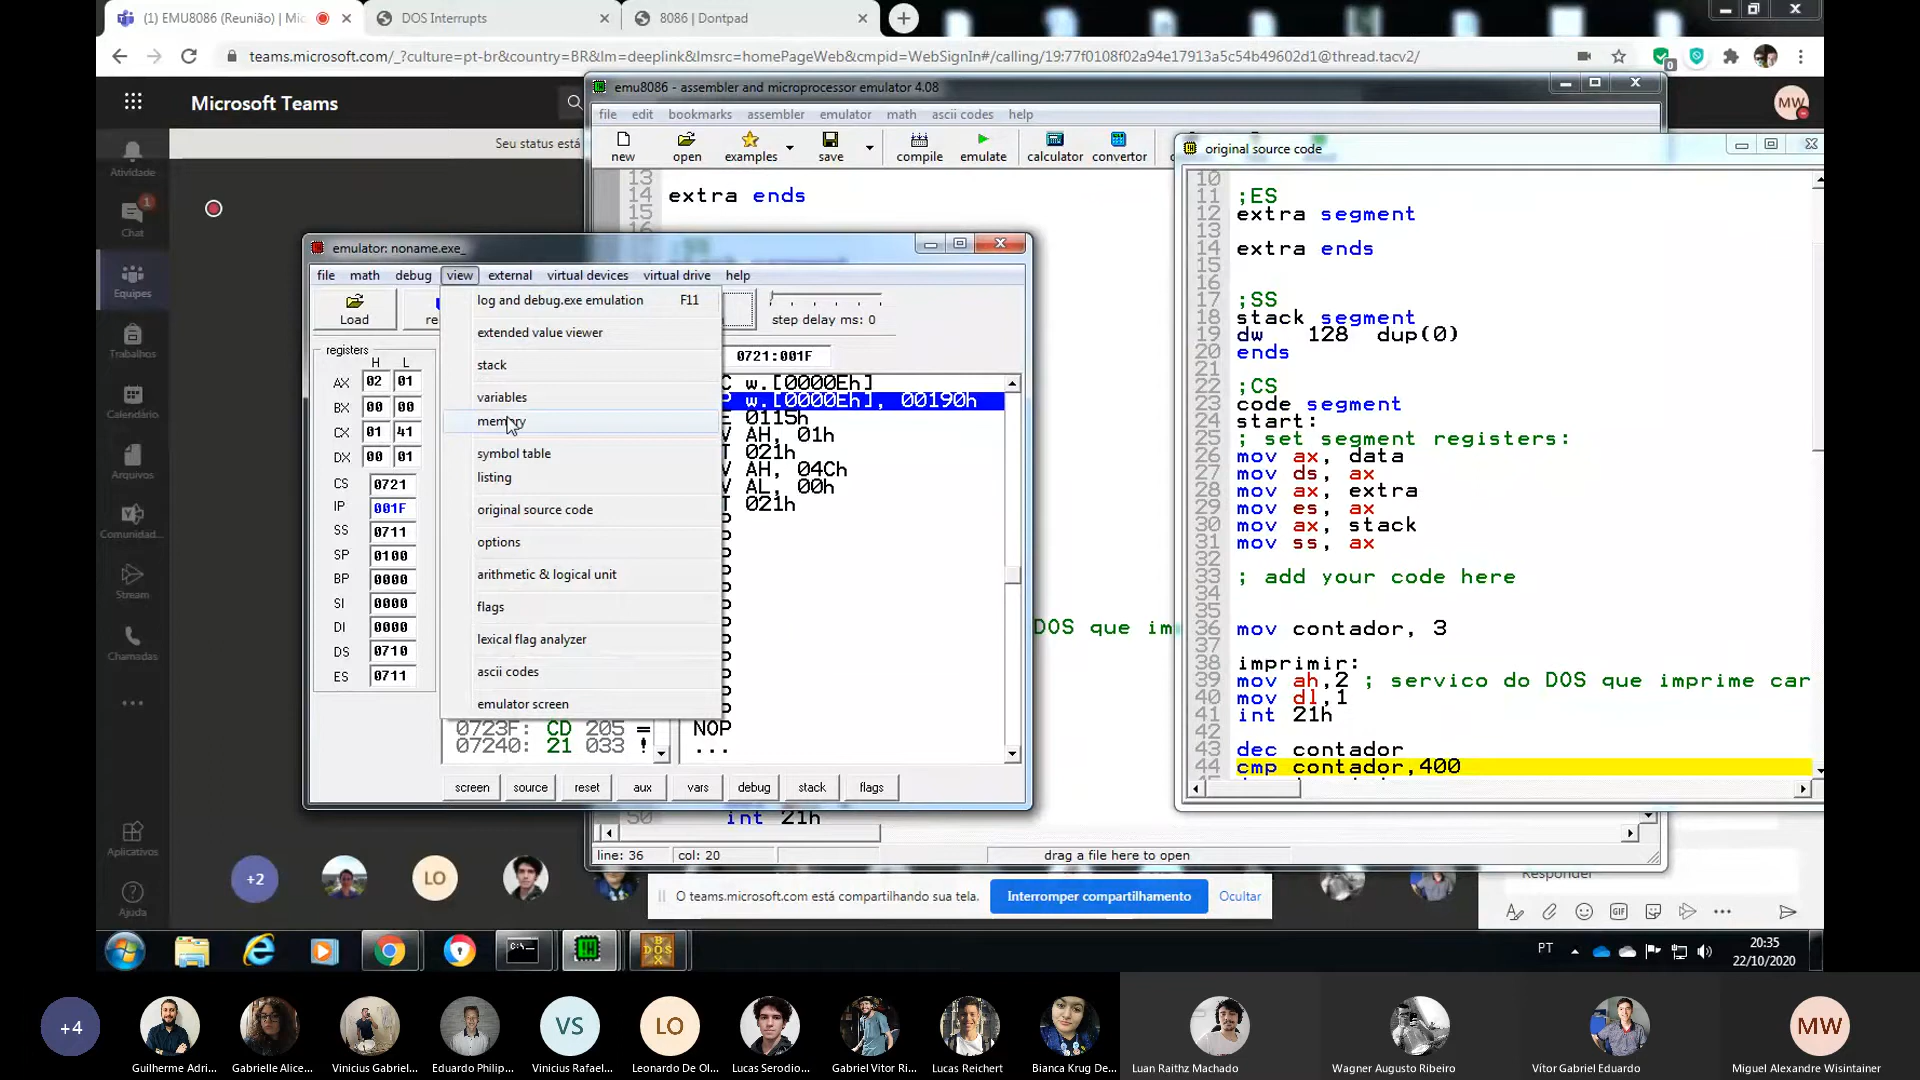 (1) EMU8086 (Reunião) | Mic
DOS Interrupts
8086 | Dontpad
teams.microsoft.com/_?culture=pt-br&country=BR&lm=deeplink&lmsrc=homePageWeb&cmpid=WebSignIn#/calling/19:77f0108f02a94e17913a5c54b49602d1@thread.tacv2/
Microsoft Teams
MW
Seu status está
Atividade
1
Chat
Equipes
Trabalhos
Calendário
Arquivos
Comunidad...
Stream
Chamadas
Aplicativos
Ajuda
emu8086 - assembler and microprocessor emulator 4.08
file edit bookmarks assembler emulator math ascii codes help
new open examples save compile emulate calculator convertor
13
14 extra ends
15
DOS que im
50 int 21h
line: 36 col: 20 drag a file here to open
emulator: noname.exe_
file math debug view external virtual devices virtual drive help
Load
re
step delay ms: 0
log and debug.exe emulation F11
extended value viewer
stack
variables
memory
symbol table
listing
original source code
options
arithmetic & logical unit
flags
lexical flag analyzer
ascii codes
emulator screen
registers
H L
AX 02 01
BX 00 00
CX 01 41
DX 00 01
CS 0721
IP 001F
SS 0711
SP 0100
BP 0000
SI 0000
DI 0000
DS 0710
ES 0711
0721:001F
C w.[0000Eh]
P w.[0000Eh], 00190h
E 0115h
V AH, 01h
T 021h
V AH, 04Ch
V AL, 00h
T 021h
0723F: CD 205 =
07240: 21 033 !
NOP
...
screen source reset aux vars debug stack flags
original source code
10
11 ;ES
12 extra segment
13
14 extra ends
15
16
17 ;SS
18 stack segment
19 dw 128 dup(0)
20 ends
21
22 ;CS
23 code segment
24 start:
25 ; set segment registers:
26 mov ax, data
27 mov ds, ax
28 mov ax, extra
29 mov es, ax
30 mov ax, stack
31 mov ss, ax
32
33 ; add your code here
34
35
36 mov contador, 3
37
38 imprimir:
39 mov ah,2 ; servico do DOS que imprime car
40 mov dl,1
41 int 21h
42
43 dec contador
44 cmp contador,400
+2
LO
O teams.microsoft.com está compartilhando sua tela.
Interromper compartilhamento
Ocultar
Responder
GIF
PT
20:35
22/10/2020
+4
VS
LO
MW
Guilherme Adri...
Gabrielle Alice...
Vinicius Gabriel...
Eduardo Philip...
Vinicius Rafael...
Leonardo De Ol...
Lucas Serodio...
Gabriel Vitor Ri...
Lucas Reichert
Bianca Krug De...
Luan Raithz Machado
Wagner Augusto Ribeiro
Vítor Gabriel Eduardo
Miguel Alexandre Wisintainer